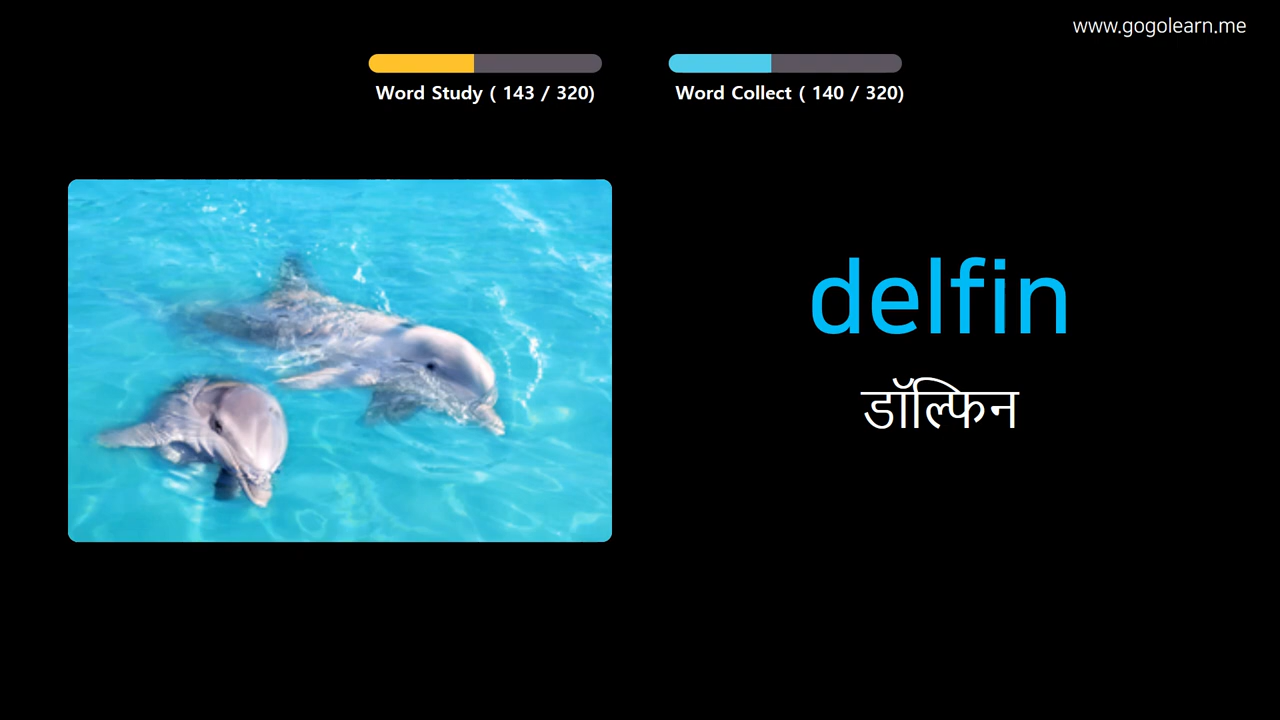 www.gogolearn.me
Word Study ( 143 / 320)
Word Collect ( 140 / 320)
delfin
डॉल्फिन